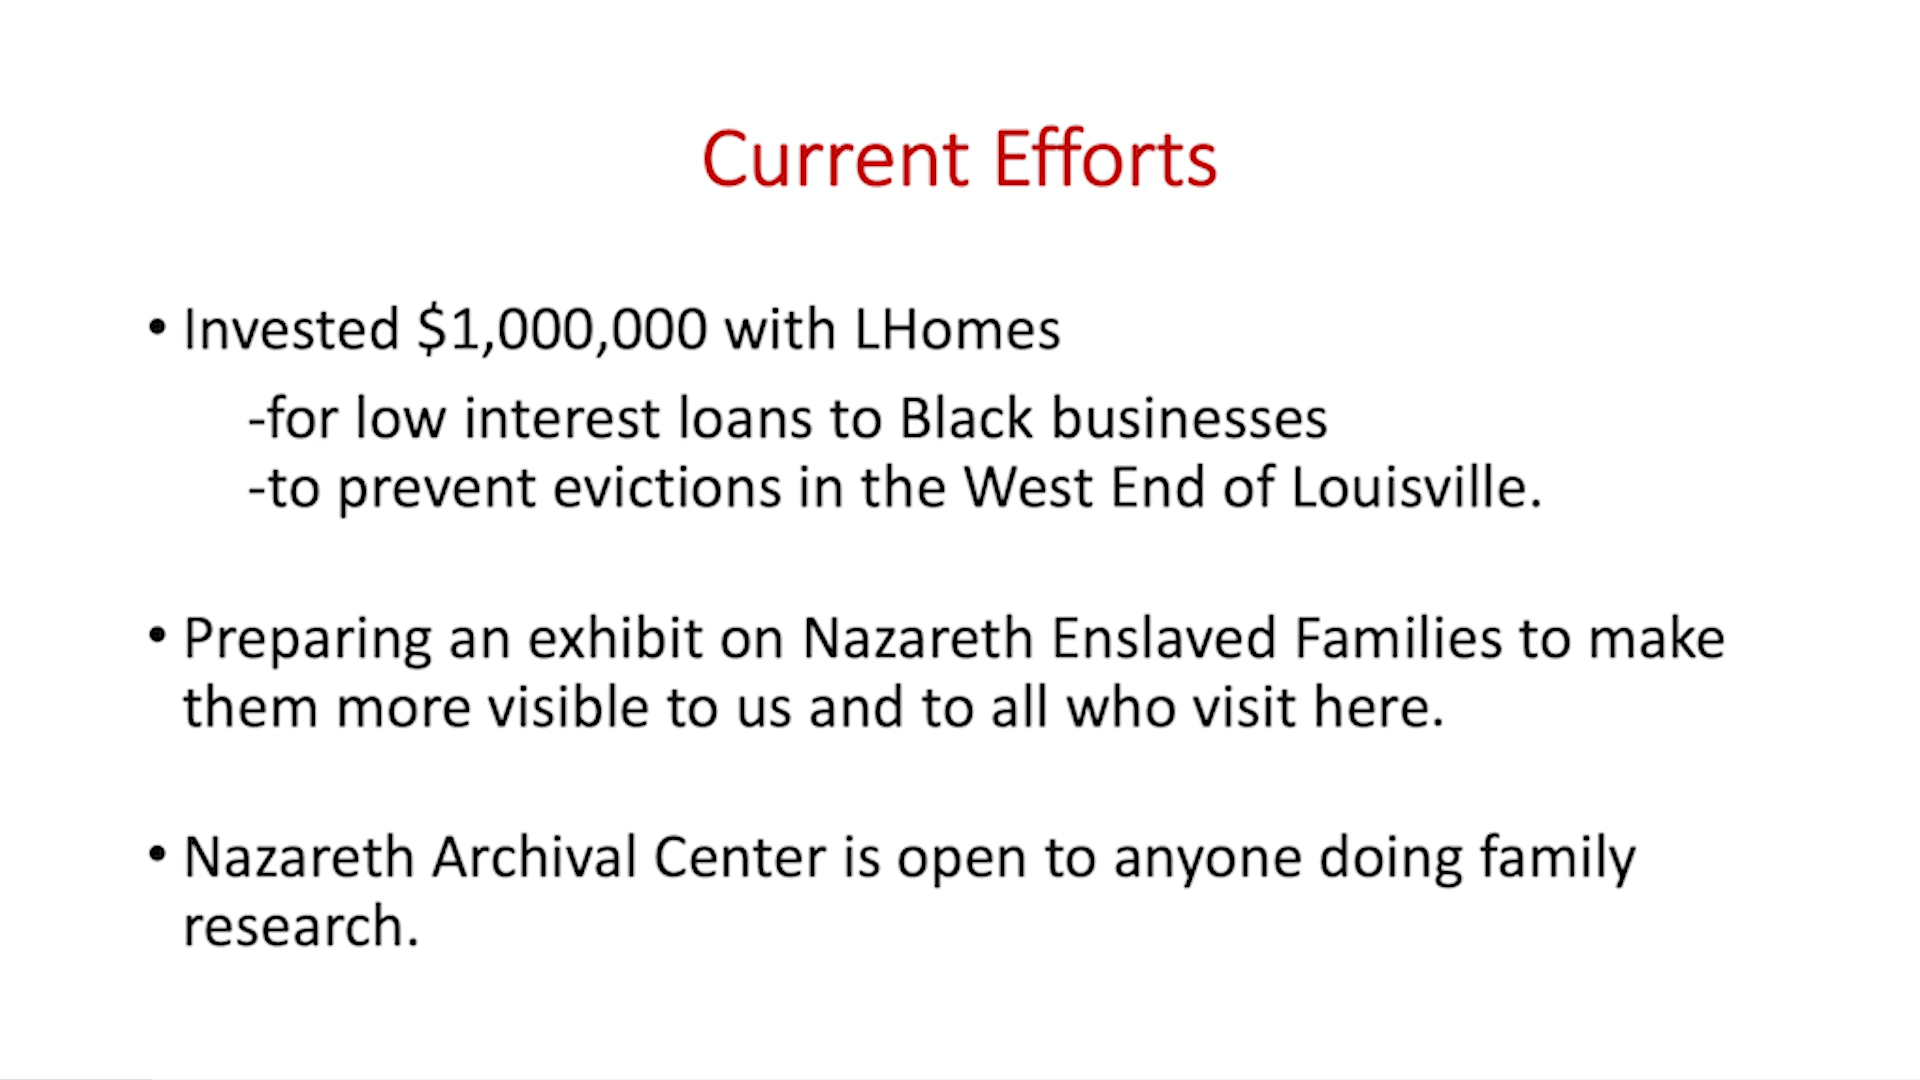 Current Efforts
• Invested $1,000,000 with LHomes
-for low interest loans to Black businesses
-to prevent evictions in the West End of Louisville.
• Preparing an exhibit on Nazareth Enslaved Families to make
them more visible to us and to all who visit here.
• Nazareth Archival Center is open to anyone doing family
research.